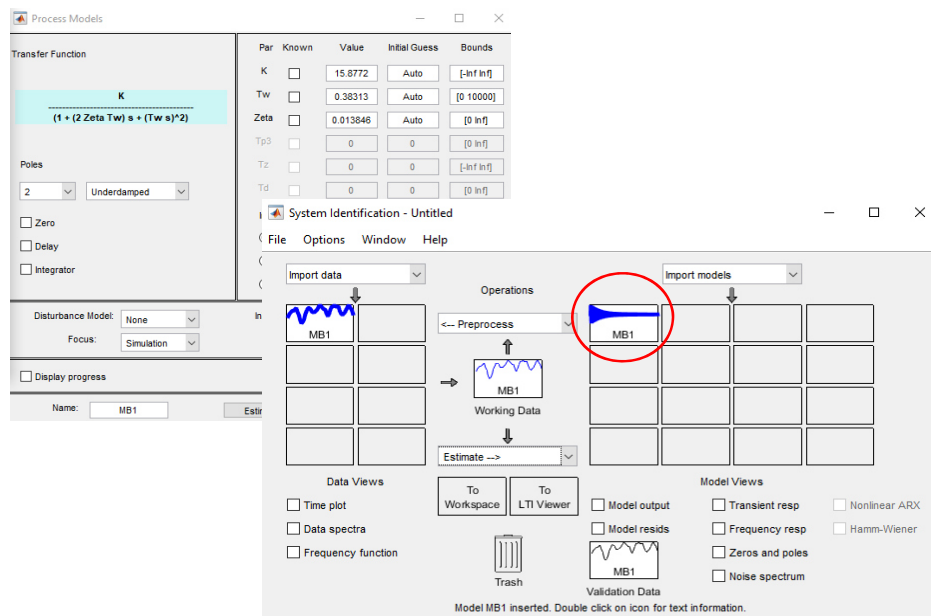 Process Models
Transfer Function
K
(1 + (2 Zeta Tw) s + (Tw s)^2)
Poles
2 Underdamped
Zero
Delay
Integrator
Par Known Value Initial Guess Bounds
K 15.8772 Auto [-Inf Inf]
Tw 0.38313 Auto [0 10000]
Zeta 0.013846 Auto [0 Inf]
Tp3 0 0 [0 Inf]
Tz 0 0 [-Inf Inf]
Td 0 0 [0 Inf]
Disturbance Model: None
Focus: Simulation
Display progress
Name: MB1
System Identification - Untitled
File Options Window Help
Import data
Import models
Operations
<-- Preprocess
MB1
MB1
MB1
Working Data
Estimate -->
Data Views
Time plot
Data spectra
Frequency function
To
Workspace
To
LTI Viewer
Trash
Model Views
Model output
Transient resp
Nonlinear ARX
Model resids
Frequency resp
Hamm-Wiener
Zeros and poles
Noise spectrum
MB1
Validation Data
Model MB1 inserted. Double click on icon for text information.